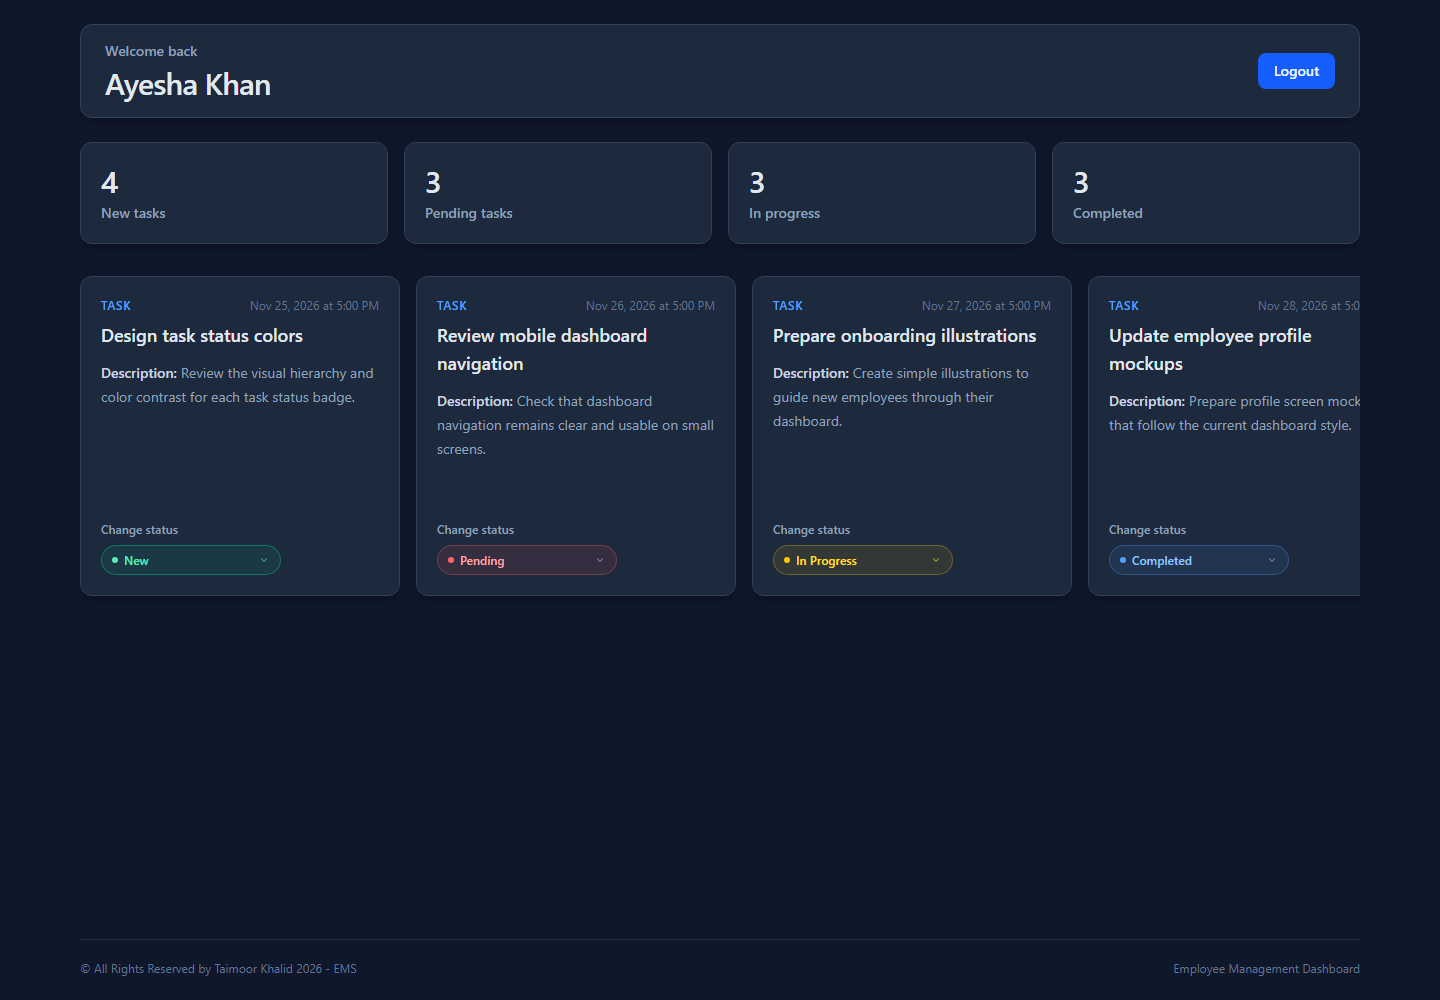 Welcome back
Ayesha Khan
Logout
4
New tasks
3
Pending tasks
3
In progress
3
Completed
TASK
Nov 25, 2026 at 5:00 PM
Design task status colors
Description: Review the visual hierarchy and
color contrast for each task status badge.
Change status
New
TASK
Nov 26, 2026 at 5:00 PM
Review mobile dashboard
navigation
Description: Check that dashboard
navigation remains clear and usable on small
screens.
Change status
Pending
TASK
Nov 27, 2026 at 5:00 PM
Prepare onboarding illustrations
Description: Create simple illustrations to
guide new employees through their
dashboard.
Change status
In Progress
TASK
Nov 28, 2026 at 5:0
Update employee profile
mockups
Description: Prepare profile screen mock
that follow the current dashboard style.
Change status
Completed
© All Rights Reserved by Taimoor Khalid 2026 - EMS
Employee Management Dashboard